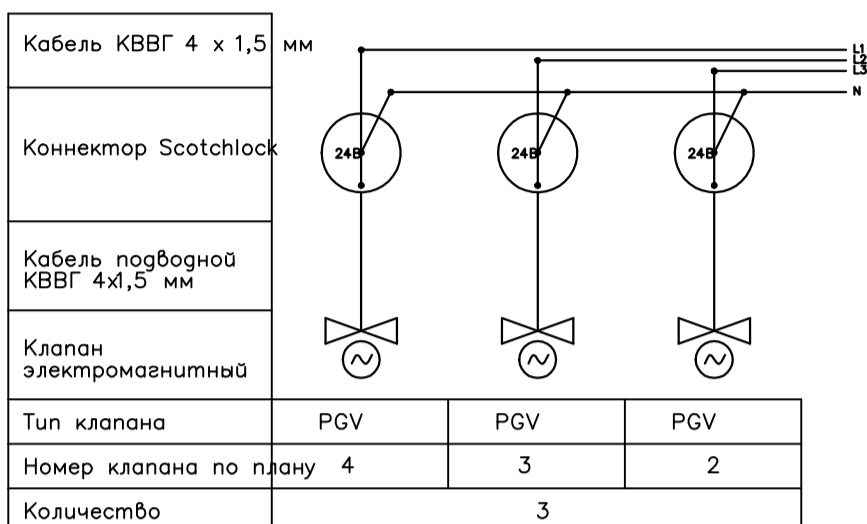 Кабель КВВГ 4 х 1,5 мм
L1
L2
L3
N
Коннектор Scotchlock
24В
24В
24В
Кабель подводной
КВВГ 4х1,5 мм
Клапан
электромагнитный
Тип клапана PGV PGV PGV
Номер клапана по плану 4 3 2
Количество 3